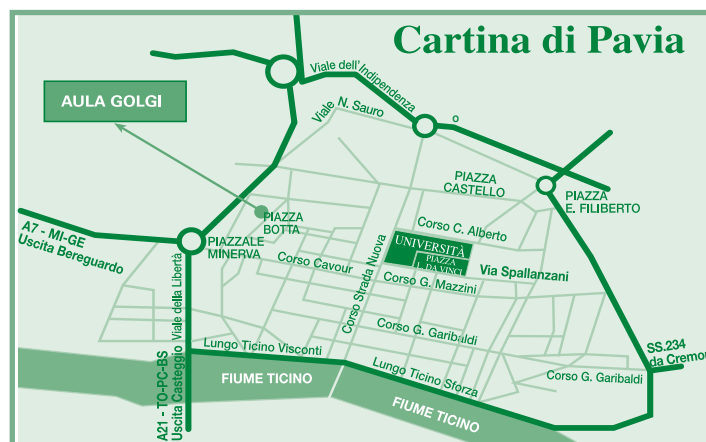 Cartina di Pavia
Viale dell'Indipendenza
AULA GOLGI
Viale N. Sauro
o
PIAZZA
CASTELLO
PIAZZA
E. FILIBERTO
A7 - MI-GE
Uscita Bereguardo
PIAZZA
BOTTA
PIAZZALE
MINERVA
Corso C. Alberto
UNIVERSITÀ
PIAZZA
L. DA VINCI
Via Spallanzani
Corso Cavour
Corso G. Mazzini
Corso Strada Nuova
Viale della Libertà
Corso G. Garibaldi
Lungo Ticino Visconti
SS.234
da Cremon
Lungo Ticino Sforza
Corso G. Garibaldi
FIUME TICINO
FIUME TICINO
A21 - TO-PC-BS
Uscita Casteggio